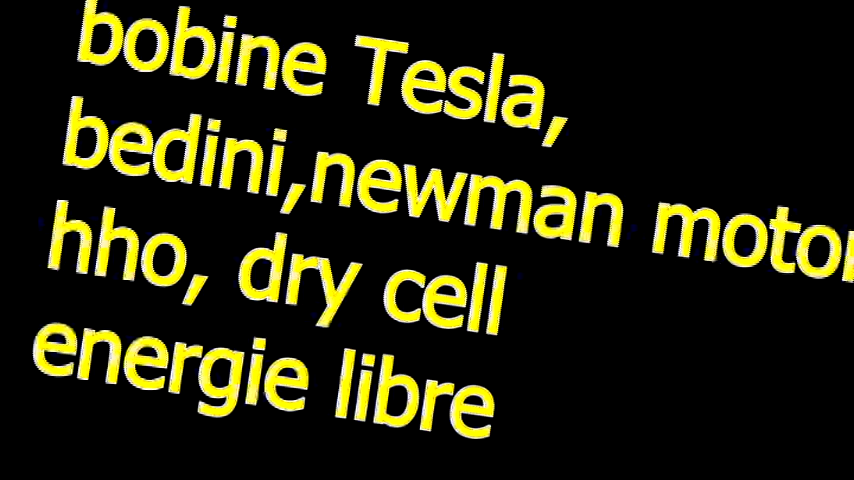 bobine Tesla,
bedini,newman motor
hho, dry cell
energie libre